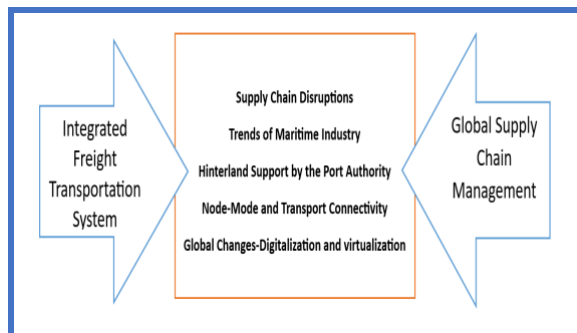 Integrated
Freight
Transportation
System
Supply Chain Disruptions
Trends of Maritime Industry
Hinterland Support by the Port Authority
Node-Mode and Transport Connectivity
Global Changes-Digitalization and virtualization
Global Supply
Chain
Management